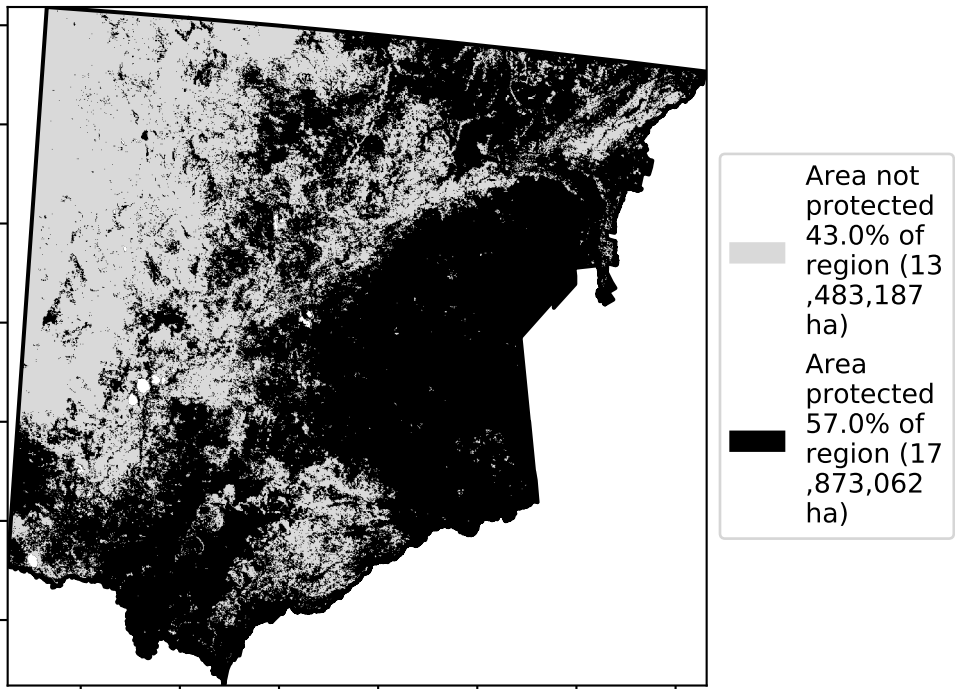 Area not
protected
43.0% of
region (13
,483,187
ha)
Area
protected
57.0% of
region (17
,873,062
ha)